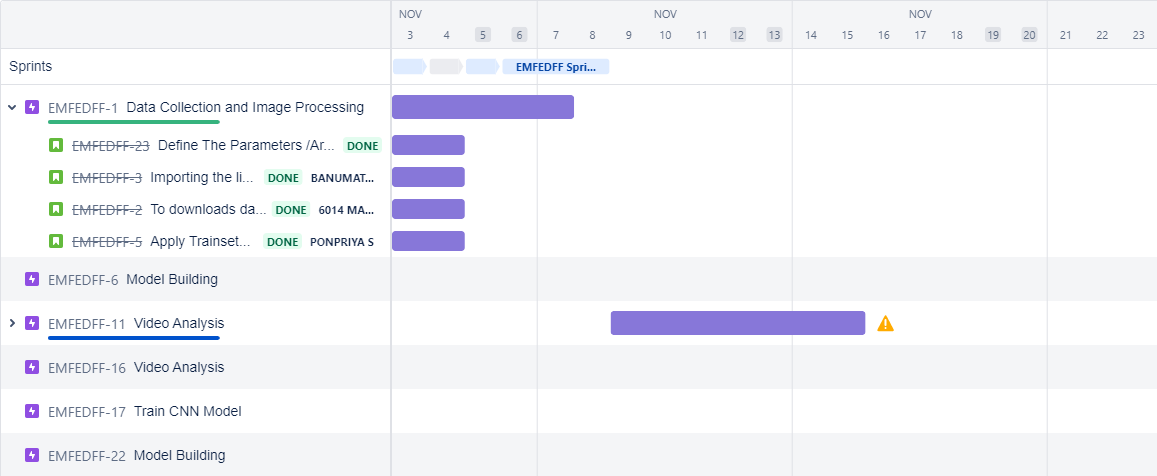 NOV NOV NOV
3 4 5 6 7 8 9 10 11 12 13 14 15 16 17 18 19 20 21 22 23
Sprints EMFEDFF Spri...
EMFEDFF-1 Data Collection and Image Processing
EMFEDFF-23 Define The Parameters /Ar... DONE
EMFEDFF-3 Importing the li... DONE BANUMAT...
EMFEDFF-2 To downloads da... DONE 6014 MA...
EMFEDFF-5 Apply Trainset... DONE PONPRIYA S
EMFEDFF-6 Model Building
EMFEDFF-11 Video Analysis
EMFEDFF-16 Video Analysis
EMFEDFF-17 Train CNN Model
EMFEDFF-22 Model Building